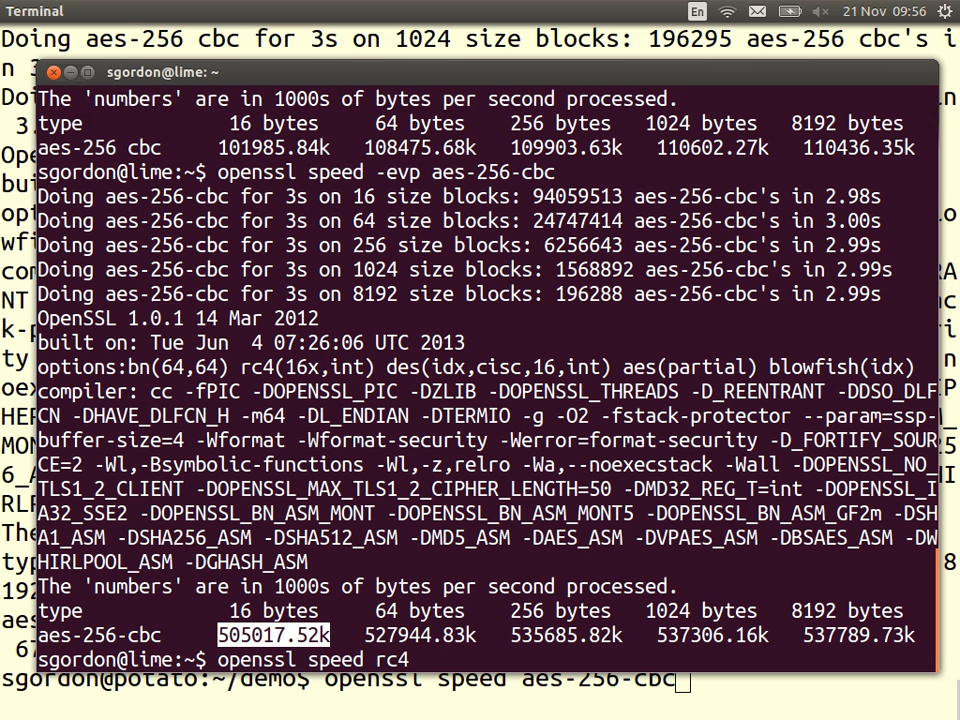 Terminal
En
21 Nov 09:56
Doing aes-256 cbc for 3s on 1024 size blocks: 196295 aes-256 cbc's i
n 3
sgordon@lime: ~
The 'numbers' are in 1000s of bytes per second processed.
type 16 bytes 64 bytes 256 bytes 1024 bytes 8192 bytes
aes-256 cbc 101985.84k 108475.68k 109903.63k 110602.27k 110436.35k
sgordon@lime:~$ openssl speed -evp aes-256-cbc
Doing aes-256-cbc for 3s on 16 size blocks: 94059513 aes-256-cbc's in 2.98s
Doing aes-256-cbc for 3s on 64 size blocks: 24747414 aes-256-cbc's in 3.00s
Doing aes-256-cbc for 3s on 256 size blocks: 6256643 aes-256-cbc's in 2.99s
Doing aes-256-cbc for 3s on 1024 size blocks: 1568892 aes-256-cbc's in 2.99s
Doing aes-256-cbc for 3s on 8192 size blocks: 196288 aes-256-cbc's in 2.99s
OpenSSL 1.0.1 14 Mar 2012
built on: Tue Jun  4 07:26:06 UTC 2013
options:bn(64,64) rc4(16x,int) des(idx,cisc,16,int) aes(partial) blowfish(idx)
compiler: cc -fPIC -DOPENSSL_PIC -DZLIB -DOPENSSL_THREADS -D_REENTRANT -DDSO_DLF
CN -DHAVE_DLFCN_H -m64 -DL_ENDIAN -DTERMIO -g -O2 -fstack-protector --param=ssp-
buffer-size=4 -Wformat -Wformat-security -Werror=format-security -D_FORTIFY_SOUR
CE=2 -Wl,-Bsymbolic-functions -Wl,-z,relro -Wa,--noexecstack -Wall -DOPENSSL_NO_
TLS1_2_CLIENT -DOPENSSL_MAX_TLS1_2_CIPHER_LENGTH=50 -DMD32_REG_T=int -DOPENSSL_I
A32_SSE2 -DOPENSSL_BN_ASM_MONT -DOPENSSL_BN_ASM_MONT5 -DOPENSSL_BN_ASM_GF2m -DSH
A1_ASM -DSHA256_ASM -DSHA512_ASM -DMD5_ASM -DAES_ASM -DVPAES_ASM -DBSAES_ASM -DW
HIRLPOOL_ASM -DGHASH_ASM
The 'numbers' are in 1000s of bytes per second processed.
type 16 bytes 64 bytes 256 bytes 1024 bytes 8192 bytes
aes-256-cbc 505017.52k 527944.83k 535685.82k 537306.16k 537789.73k
sgordon@lime:~$ openssl speed rc4
sgordon@potato:~/demo$ openssl speed aes-256-cbc